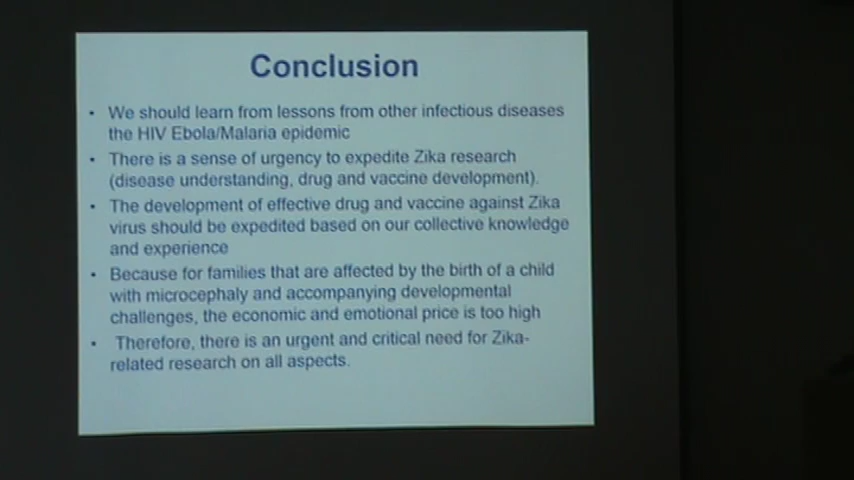 Conclusion
• We should learn from lessons from other infectious diseases
the HIV Ebola/Malaria epidemic
• There is a sense of urgency to expedite Zika research
(disease understanding, drug and vaccine development).
• The development of effective drug and vaccine against Zika
virus should be expedited based on our collective knowledge
and experience
• Because for families that are affected by the birth of a child
with microcephaly and accompanying developmental
challenges, the economic and emotional price is too high
• Therefore, there is an urgent and critical need for Zika-
related research on all aspects.